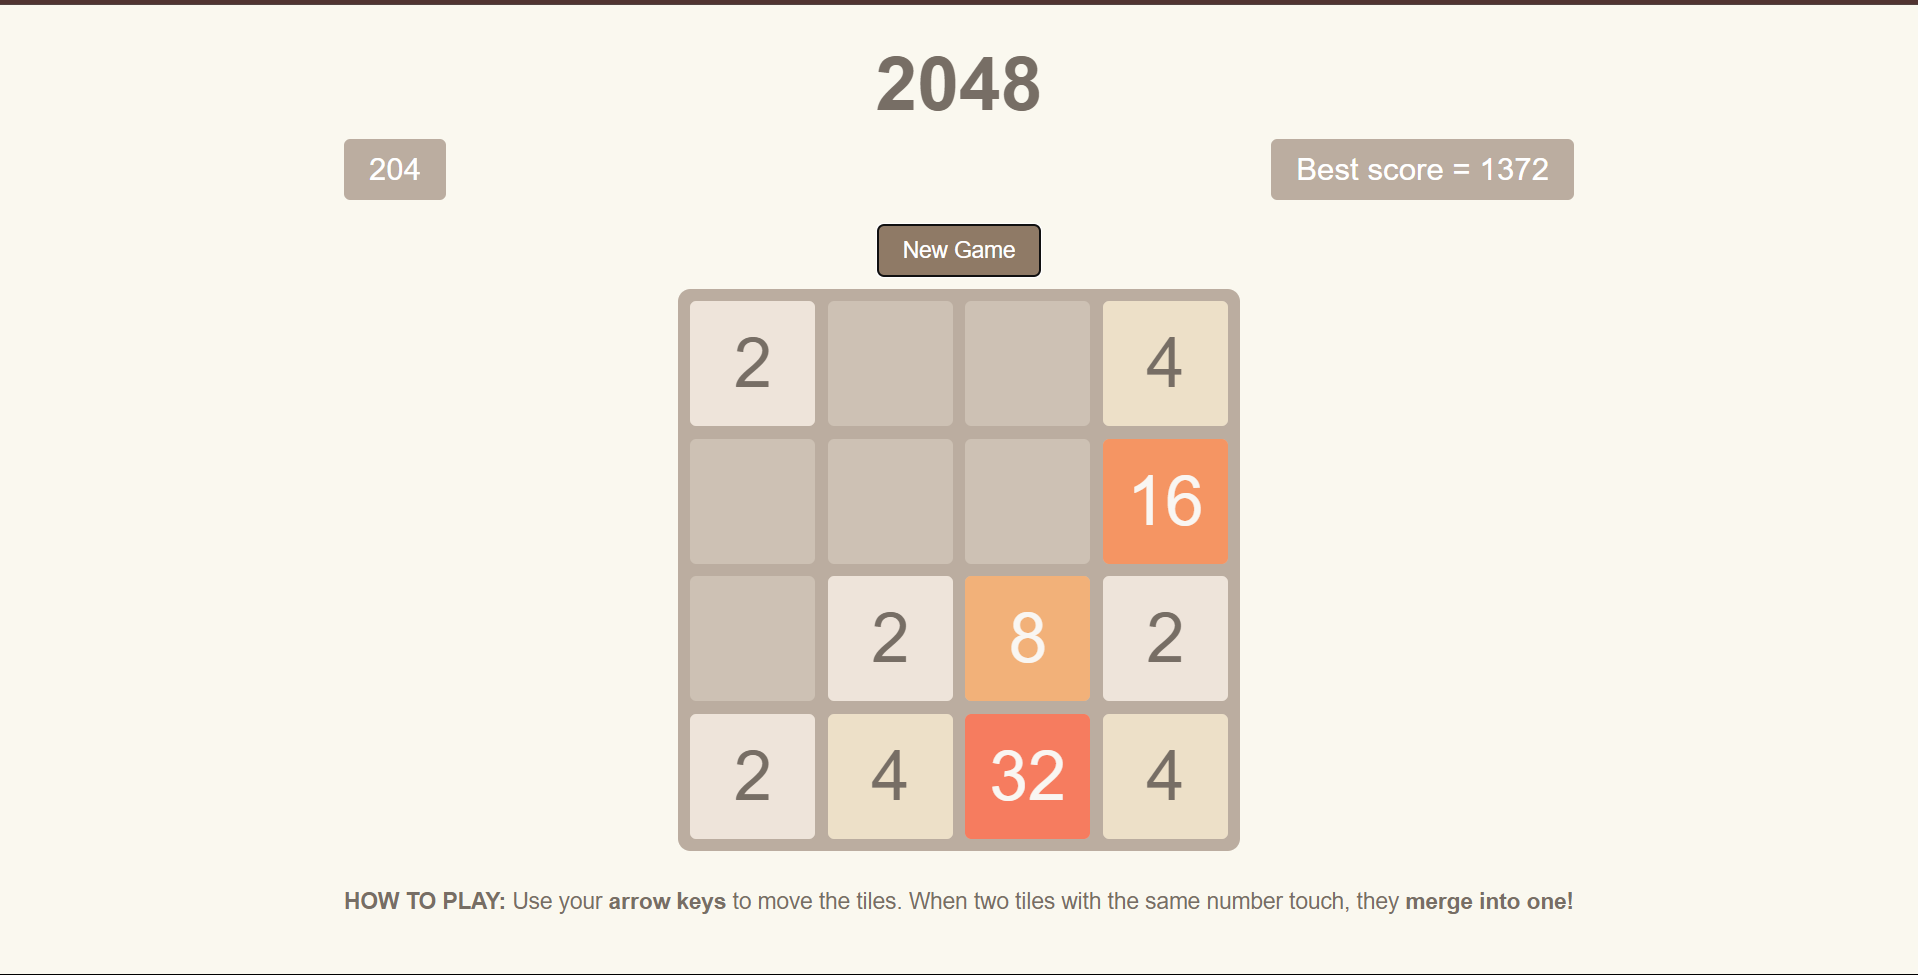 2048
204
Best score = 1372
New Game
2 4
16
2 8 2
2 4 32 4
HOW TO PLAY: Use your arrow keys to move the tiles. When two tiles with the same number touch, they merge into one!